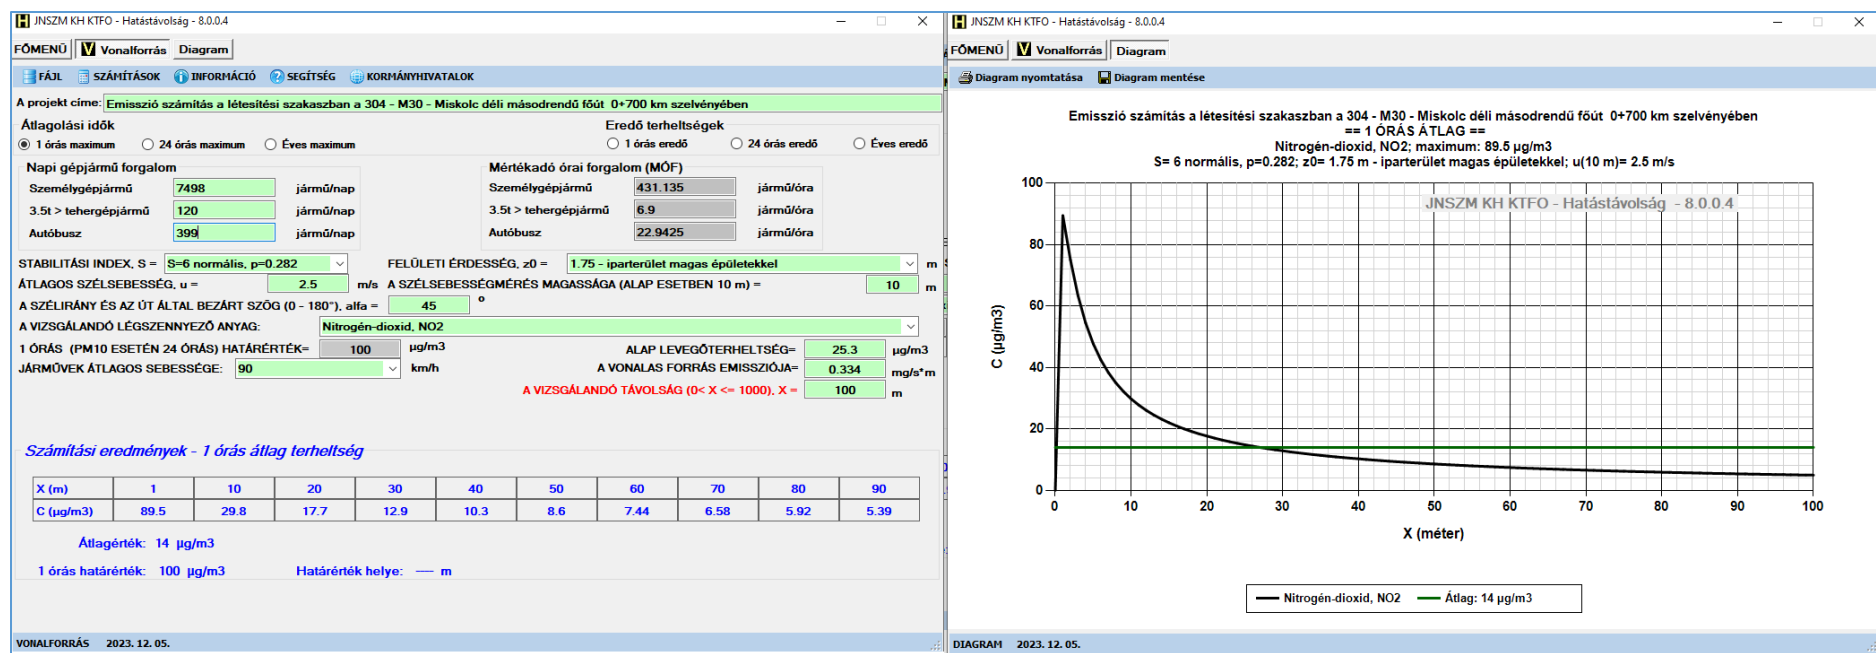 JNSZM KH KTFO - Hatástávolság - 8.0.0.4
FŐMENÜ V Vonalforrás Diagram
FÁJL SZÁMÍTÁSOK INFORMÁCIÓ SEGÍTSÉG KORMÁNYHIVATALOK
A projekt címe: Emisszió számítás a létesítési szakaszban a 304 - M30 - Miskolc déli másodrendű főút 0+700 km szelvényében
Átlagolási idők
Eredő terheltségek
1 órás maximum 24 órás maximum Éves maximum
1 órás eredő 24 órás eredő Éves eredő
Napi gépjármű forgalom
Személygépjármű 7498 jármű/nap
3.5t > tehergépjármű 120 jármű/nap
Autóbusz 399 jármű/nap
Mértékadó órai forgalom (MÓF)
Személygépjármű 431.135 jármű/óra
3.5t > tehergépjármű 6.9 jármű/óra
Autóbusz 22.9425 jármű/óra
STABILITÁSI INDEX, S = S=6 normális, p=0.282
FELÜLETI ÉRDESSÉG, z0 = 1.75 - iparterület magas épületekkel m
ÁTLAGOS SZÉLSEBESSÉG, u = 2.5 m/s A SZÉLSEBESSÉGMÉRÉS MAGASSÁGA (ALAP ESETBEN 10 m) = 10 m
A SZÉLIRÁNY ÉS AZ ÚT ÁLTAL BEZÁRT SZÖG (0 - 180°), alfa = 45 °
A VIZSGÁLANDÓ LÉGSZENNYEZŐ ANYAG: Nitrogén-dioxid, NO2
1 ÓRÁS (PM10 ESETÉN 24 ÓRÁS) HATÁRÉRTÉK= 100 µg/m3
ALAP LEVEGŐTERHELTSÉG= 25.3 µg/m3
JÁRMŰVEK ÁTLAGOS SEBESSÉGE: 90 km/h
A VONALAS FORRÁS EMISSZIÓJA= 0.334 mg/s*m
A VIZSGÁLANDÓ TÁVOLSÁG (0< X <= 1000), X = 100 m
Számítási eredmények - 1 órás átlag terheltség
X (m) 1 10 20 30 40 50 60 70 80 90
C (µg/m3) 89.5 29.8 17.7 12.9 10.3 8.6 7.44 6.58 5.92 5.39
Átlagérték: 14 µg/m3
1 órás határérték: 100 µg/m3 Határérték helye: ---- m
VONALFORRÁS 2023. 12. 05.
JNSZM KH KTFO - Hatástávolság - 8.0.0.4
FŐMENÜ V Vonalforrás Diagram
Diagram nyomtatása Diagram mentése
Emisszió számítás a létesítési szakaszban a 304 - M30 - Miskolc déli másodrendű főút 0+700 km szelvényében
== 1 ÓRÁS ÁTLAG ==
Nitrogén-dioxid, NO2; maximum: 89.5 µg/m3
S= 6 normális, p=0.282; z0= 1.75 m - iparterület magas épületekkel; u(10 m)= 2.5 m/s
JNSZM KH KTFO - Hatástávolság - 8.0.0.4
100
80
60
40
20
0
C (µg/m3)
0 10 20 30 40 50 60 70 80 90 100
X (méter)
Nitrogén-dioxid, NO2 Átlag: 14 µg/m3
DIAGRAM 2023. 12. 05.